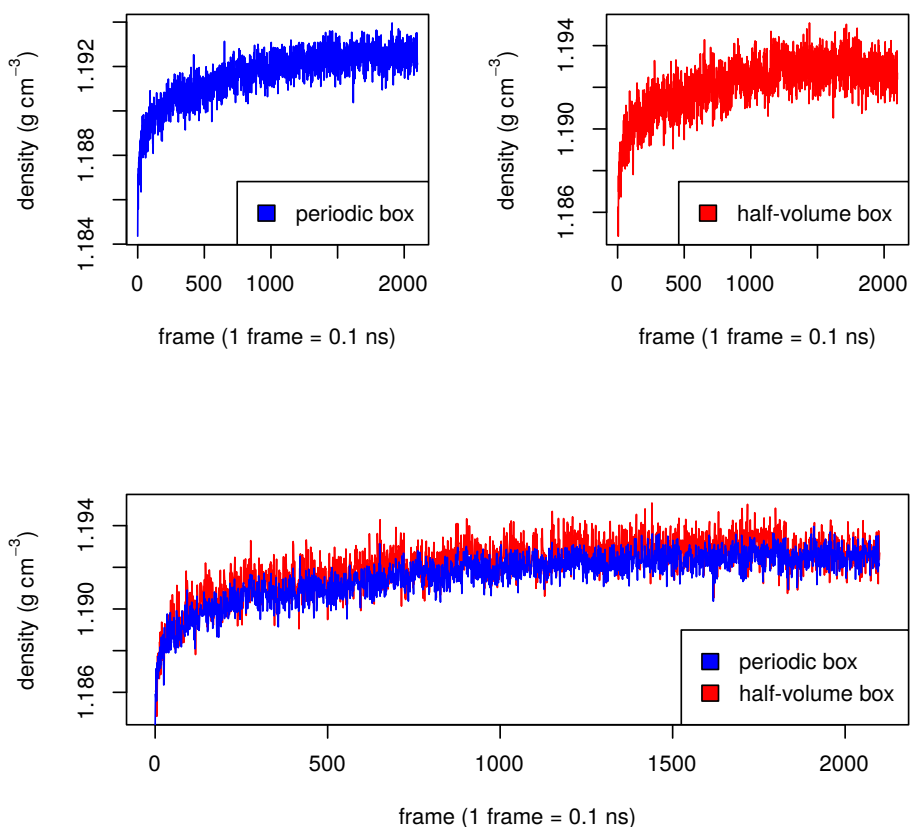 density (g cm⁻³)
1.184
1.188
1.192
0
500
1000
2000
periodic box
frame (1 frame = 0.1 ns)
density (g cm⁻³)
1.186
1.190
1.194
0
500
1000
2000
half-volume box
frame (1 frame = 0.1 ns)
density (g cm⁻³)
1.186
1.190
1.194
0
500
1000
1500
2000
periodic box
half-volume box
frame (1 frame = 0.1 ns)